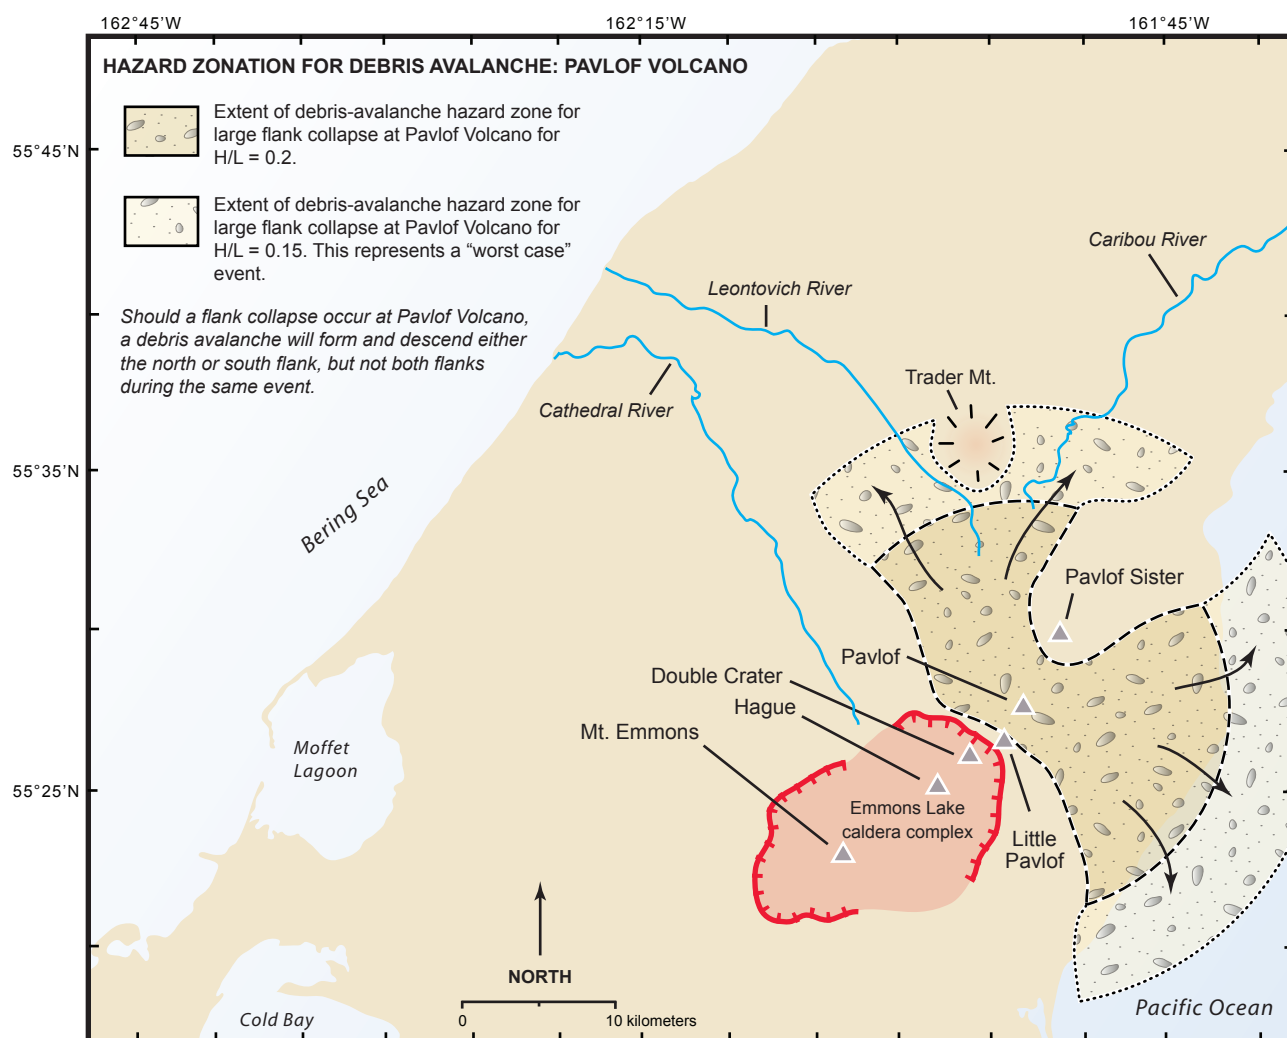 162°45'W
162°15'W
161°45'W
HAZARD ZONATION FOR DEBRIS AVALANCHE: PAVLOF VOLCANO
Extent of debris-avalanche hazard zone for
large flank collapse at Pavlof Volcano for
H/L = 0.2.
55°45'N
Extent of debris-avalanche hazard zone for
large flank collapse at Pavlof Volcano for
H/L = 0.15. This represents a “worst case”
event.
Should a flank collapse occur at Pavlof Volcano,
a debris avalanche will form and descend either
the north or south flank, but not both flanks
during the same event.
Caribou River
Leontovich River
Trader Mt.
Cathedral River
55°35'N
Bering Sea
Pavlof Sister
Pavlof
Double Crater
Hague
Mt. Emmons
Moffet
Lagoon
55°25'N
Emmons Lake
caldera complex
Little
Pavlof
NORTH
0
10 kilometers
Cold Bay
Pacific Ocean